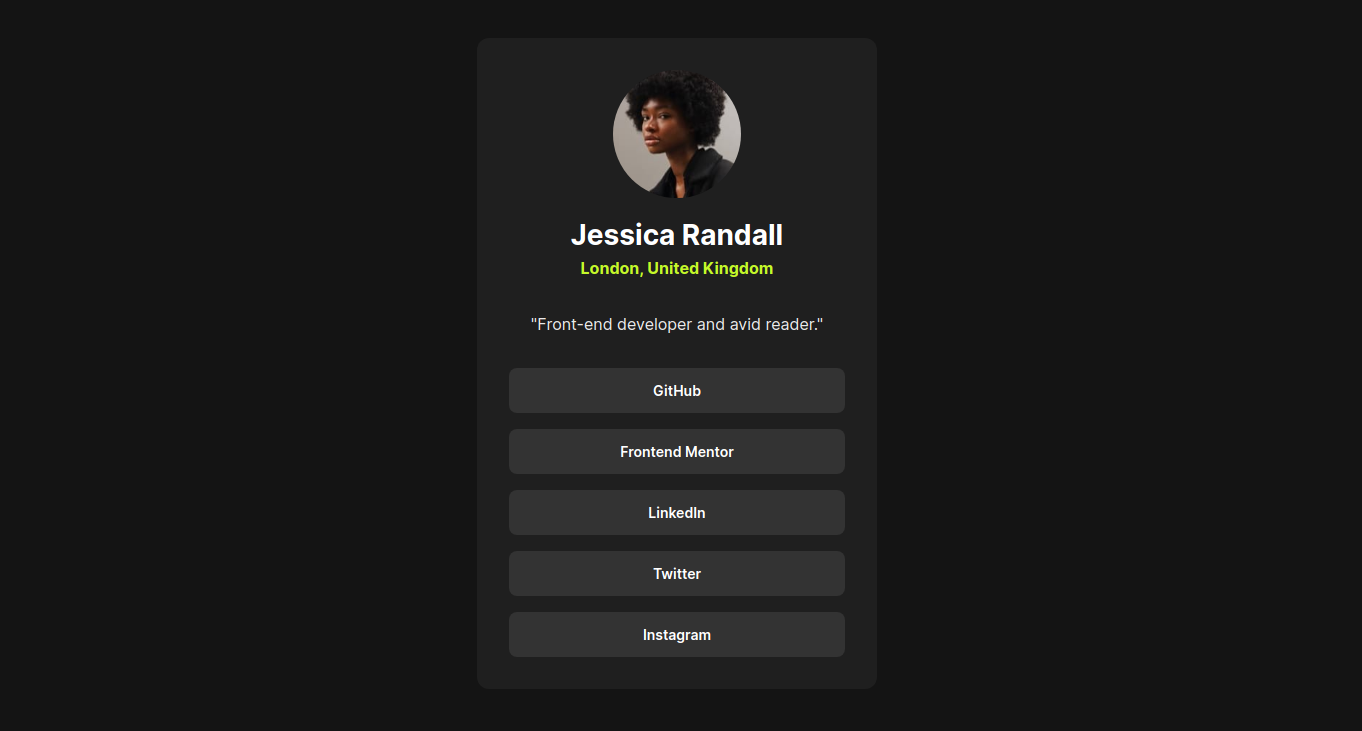 Jessica Randall
London, United Kingdom
"Front-end developer and avid reader."
GitHub
Frontend Mentor
LinkedIn
Twitter
Instagram